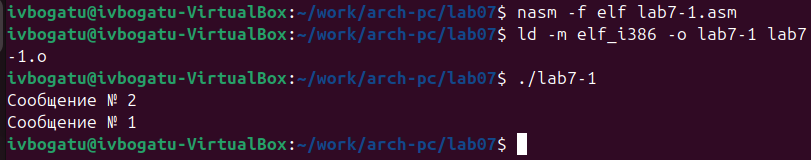 ivbogatu@ivbogatu-VirtualBox:~/work/arch-pc/lab07$ nasm -f elf lab7-1.asm
ivbogatu@ivbogatu-VirtualBox:~/work/arch-pc/lab07$ ld -m elf_i386 -o lab7-1 lab7
-1.o
ivbogatu@ivbogatu-VirtualBox:~/work/arch-pc/lab07$ ./lab7-1
Сообщение № 2
Сообщение № 1
ivbogatu@ivbogatu-VirtualBox:~/work/arch-pc/lab07$